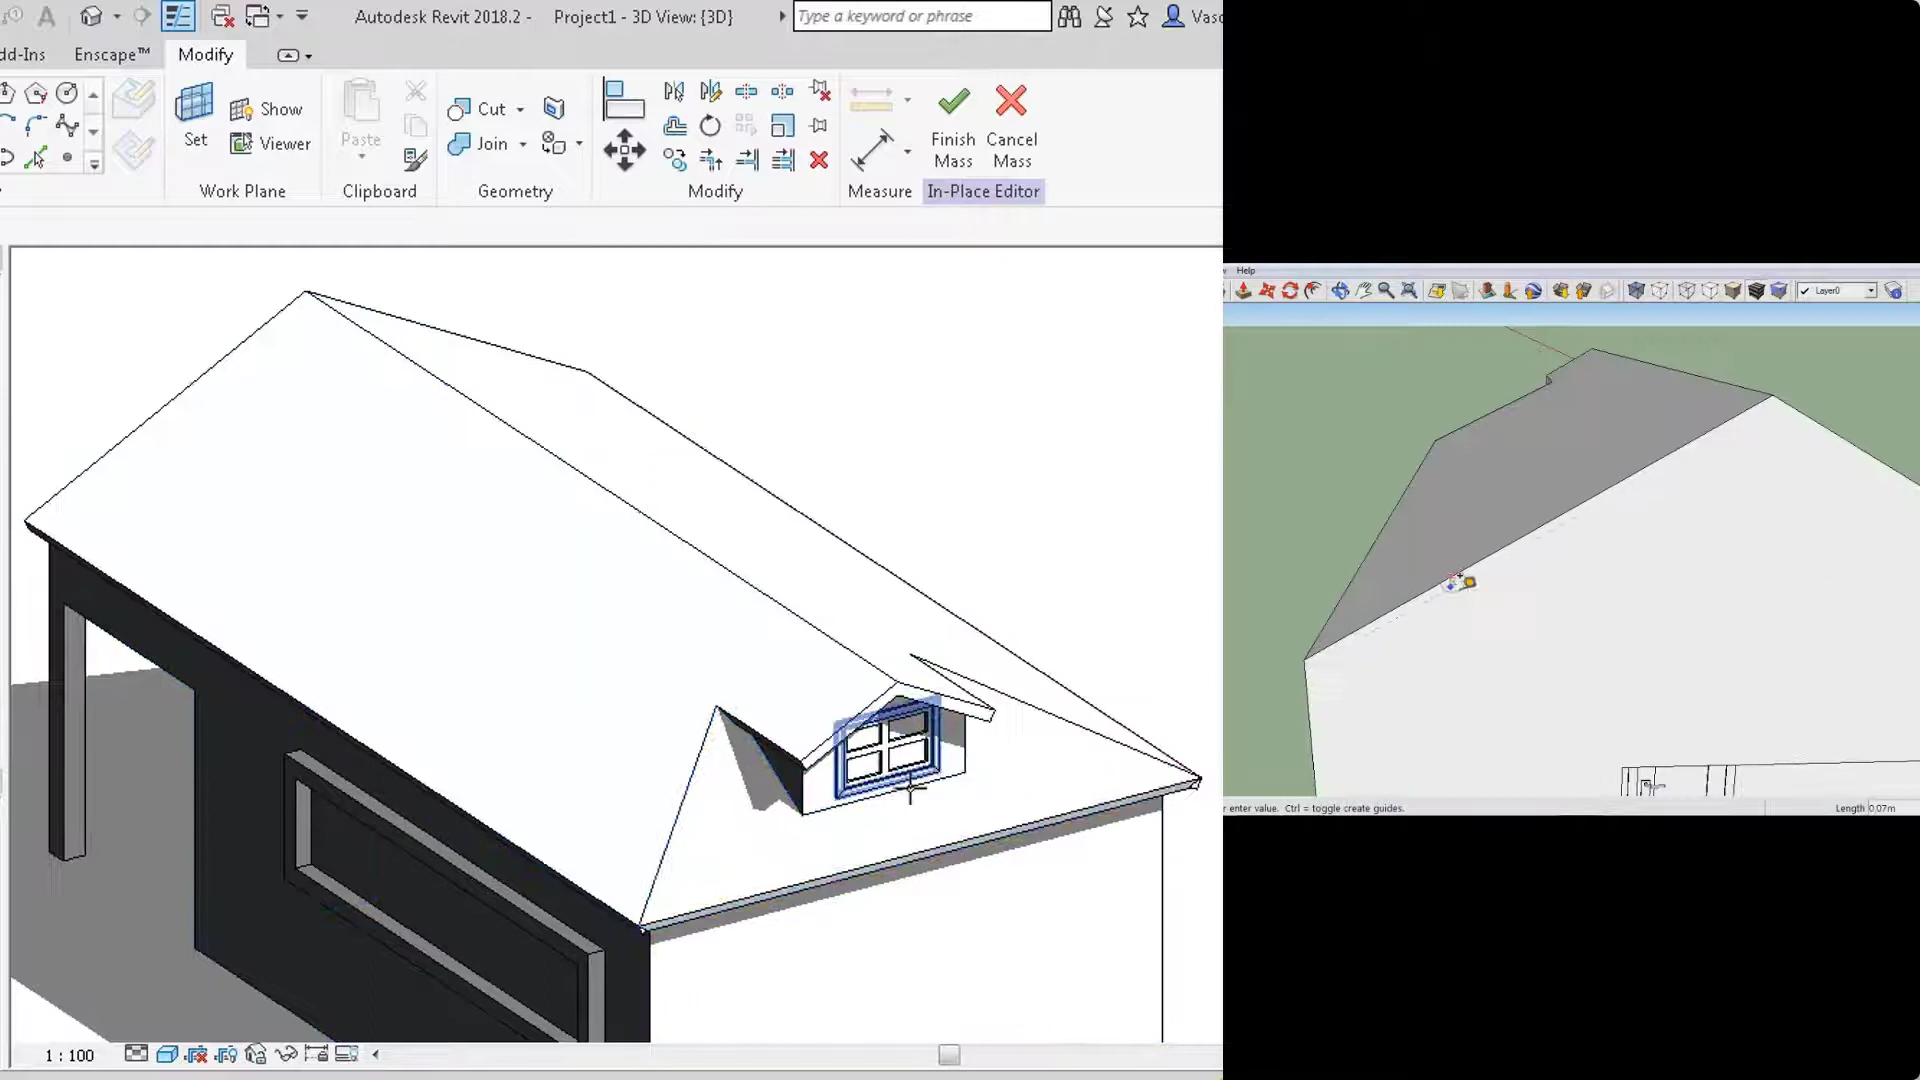 Autodesk Revit 2018.2 - Project1 - 3D View: {3D}
Type a keyword or phrase
Vasc
dd-Ins
Enscape™
Modify
Set
Show
Viewer
Paste
Cut
Join
Finish
Mass
Cancel
Mass
Work Plane
Clipboard
Geometry
Modify
Measure
In-Place Editor
Help
Layer0
r enter value. Ctrl = toggle create guides.
Length 0.07m
1 : 100